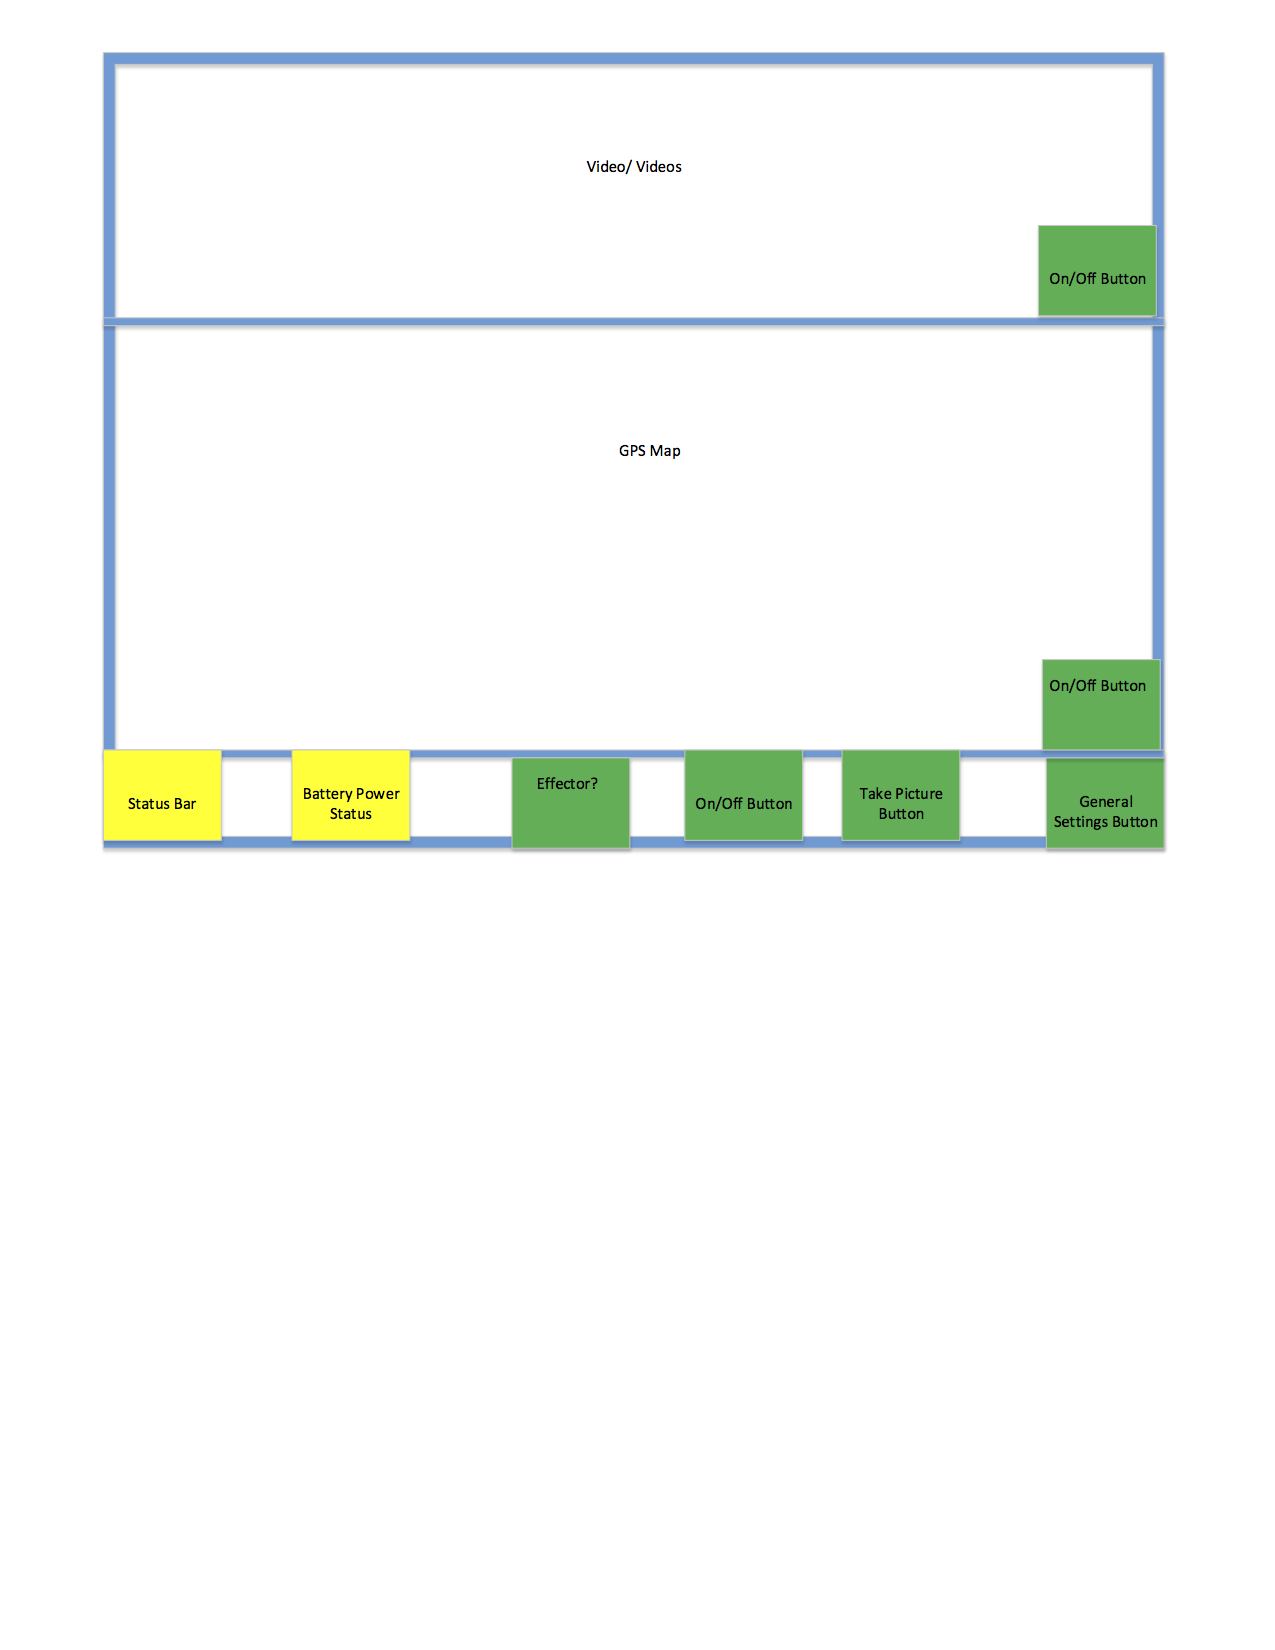 Video/ Videos
On/Off Button
GPS Map
On/Off Button
Status Bar
Battery Power
Status
Effector?
On/Off Button
Take Picture
Button
General
Settings Button